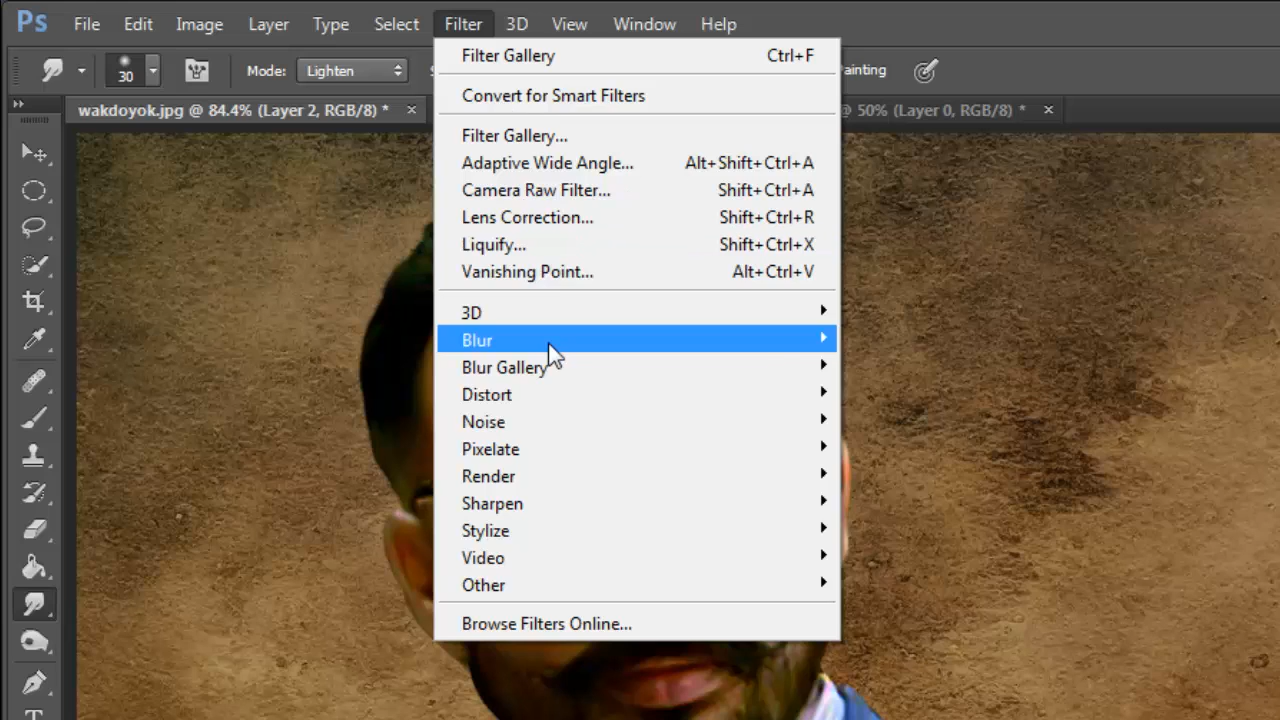 Ps File Edit Image Layer Type Select Filter 3D View Window Help
30 Mode: Lighten ainting
wakdoyok.jpg @ 84.4% (Layer 2, RGB/8) * × @ 50% (Layer 0, RGB/8) * ×
Filter Gallery Ctrl+F
Convert for Smart Filters
Filter Gallery...
Adaptive Wide Angle... Alt+Shift+Ctrl+A
Camera Raw Filter... Shift+Ctrl+A
Lens Correction... Shift+Ctrl+R
Liquify... Shift+Ctrl+X
Vanishing Point... Alt+Ctrl+V
3D
Blur
Blur Gallery
Distort
Noise
Pixelate
Render
Sharpen
Stylize
Video
Other
Browse Filters Online...